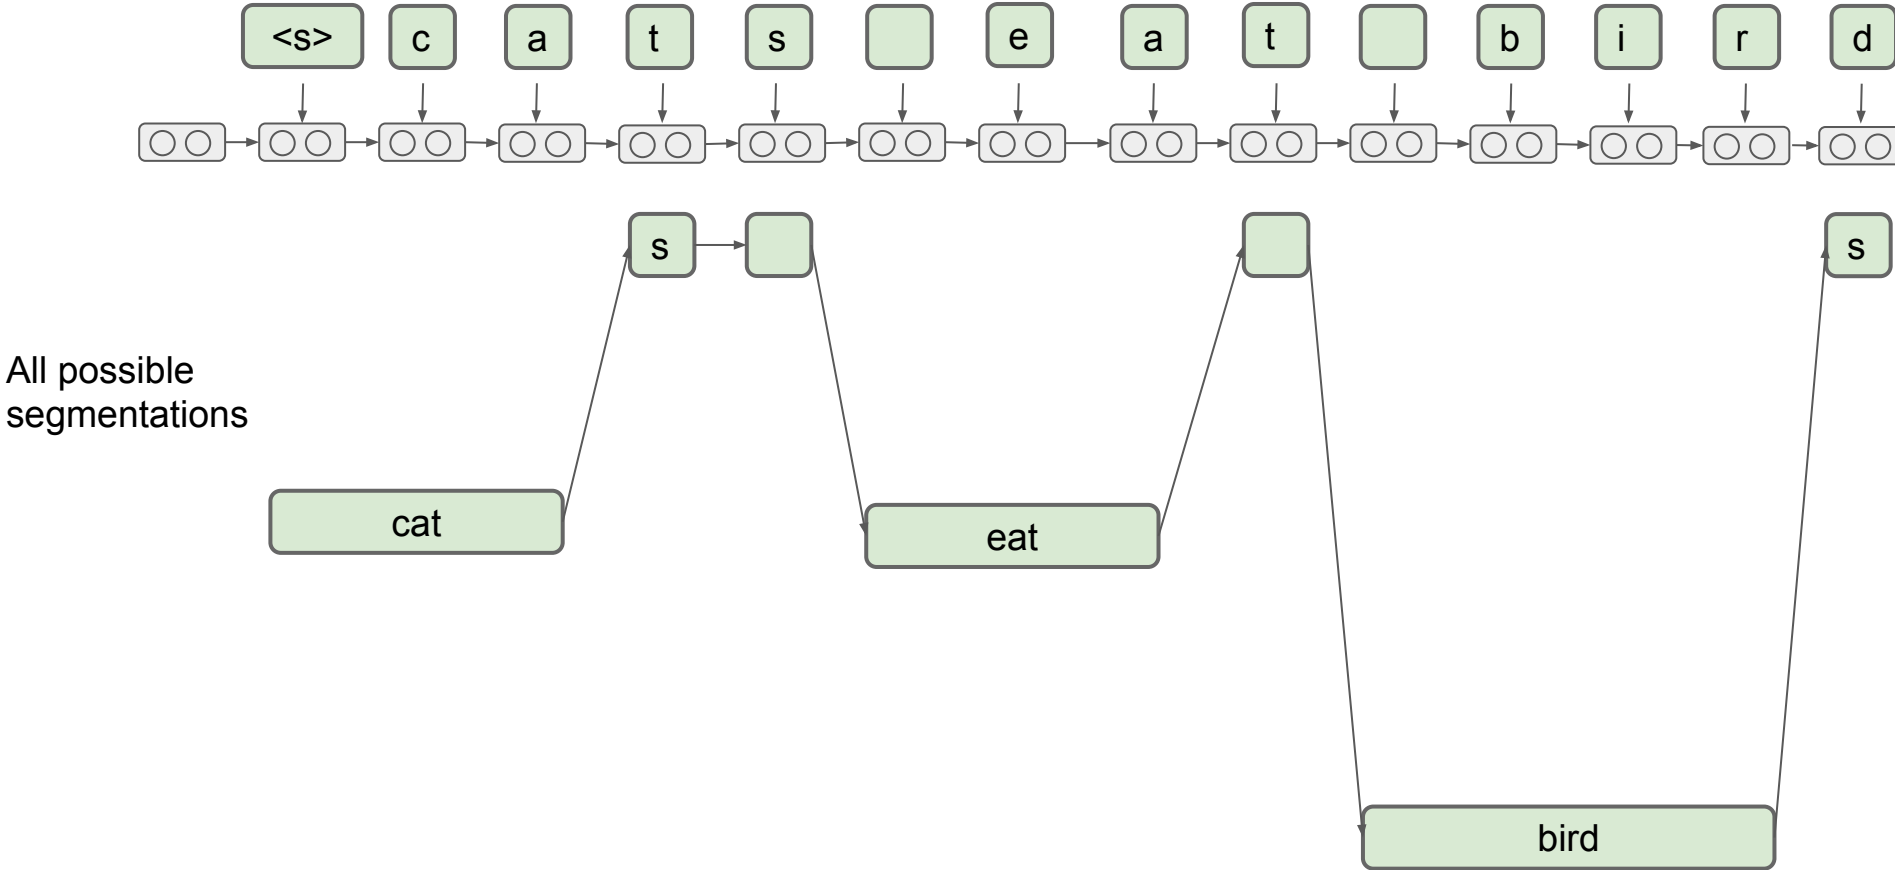 <s> c a t s e a t b i r d
s s
All possible
segmentations
cat eat
bird